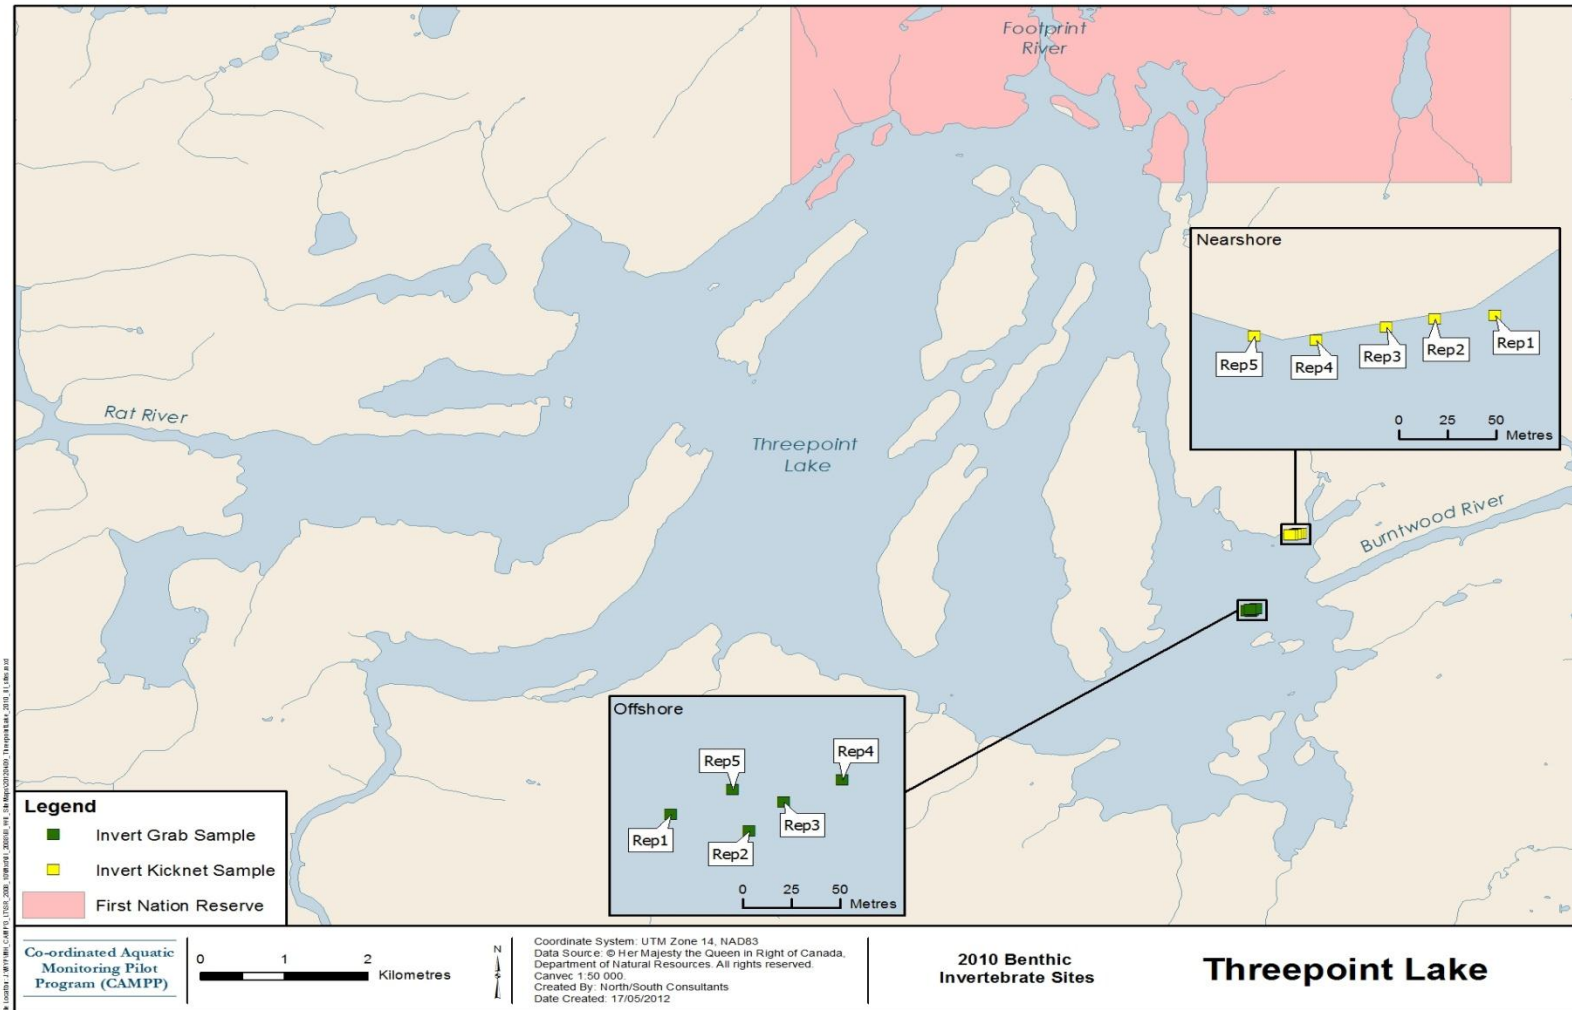 Footprint
River
Nearshore
Rep5
Rep4
Rep3
Rep2
Rep1
0 25 50
Metres
Rat River
Threepoint
Lake
Burntwood River
Offshore
Rep5
Rep4
Rep1
Rep2
Rep3
0 25 50
Metres
Legend
Invert Grab Sample
Invert Kicknet Sample
First Nation Reserve
Co-ordinated Aquatic
Monitoring Pilot
Program (CAMPP)
0 1 2
Kilometres
N
Coordinate System: UTM Zone 14, NAD83
Data Source: © Her Majesty the Queen in Right of Canada,
Department of Natural Resources. All rights reserved.
Canvec 1:50 000.
Created By: North/South Consultants
Date Created: 17/05/2012
2010 Benthic
Invertebrate Sites
Threepoint Lake